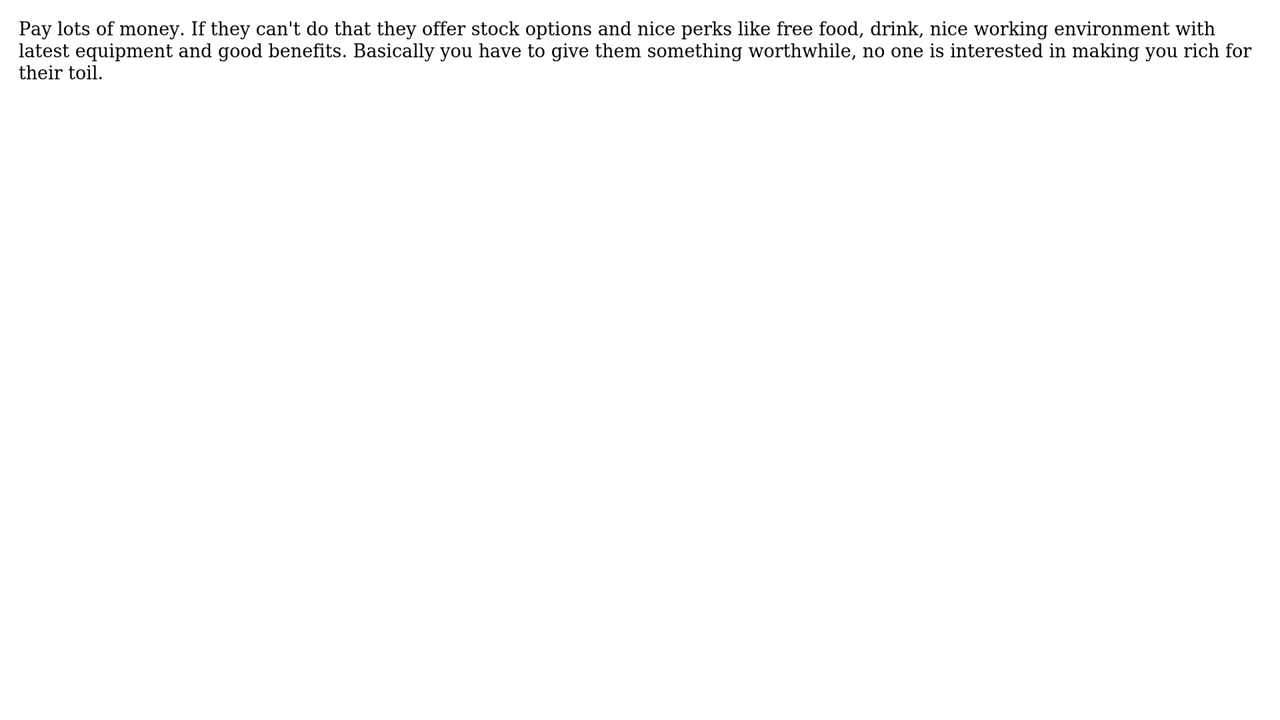 Pay lots of money. If they can't do that they offer stock options and nice perks like free food, drink, nice working environment with
latest equipment and good benefits. Basically you have to give them something worthwhile, no one is interested in making you rich for
their toil.